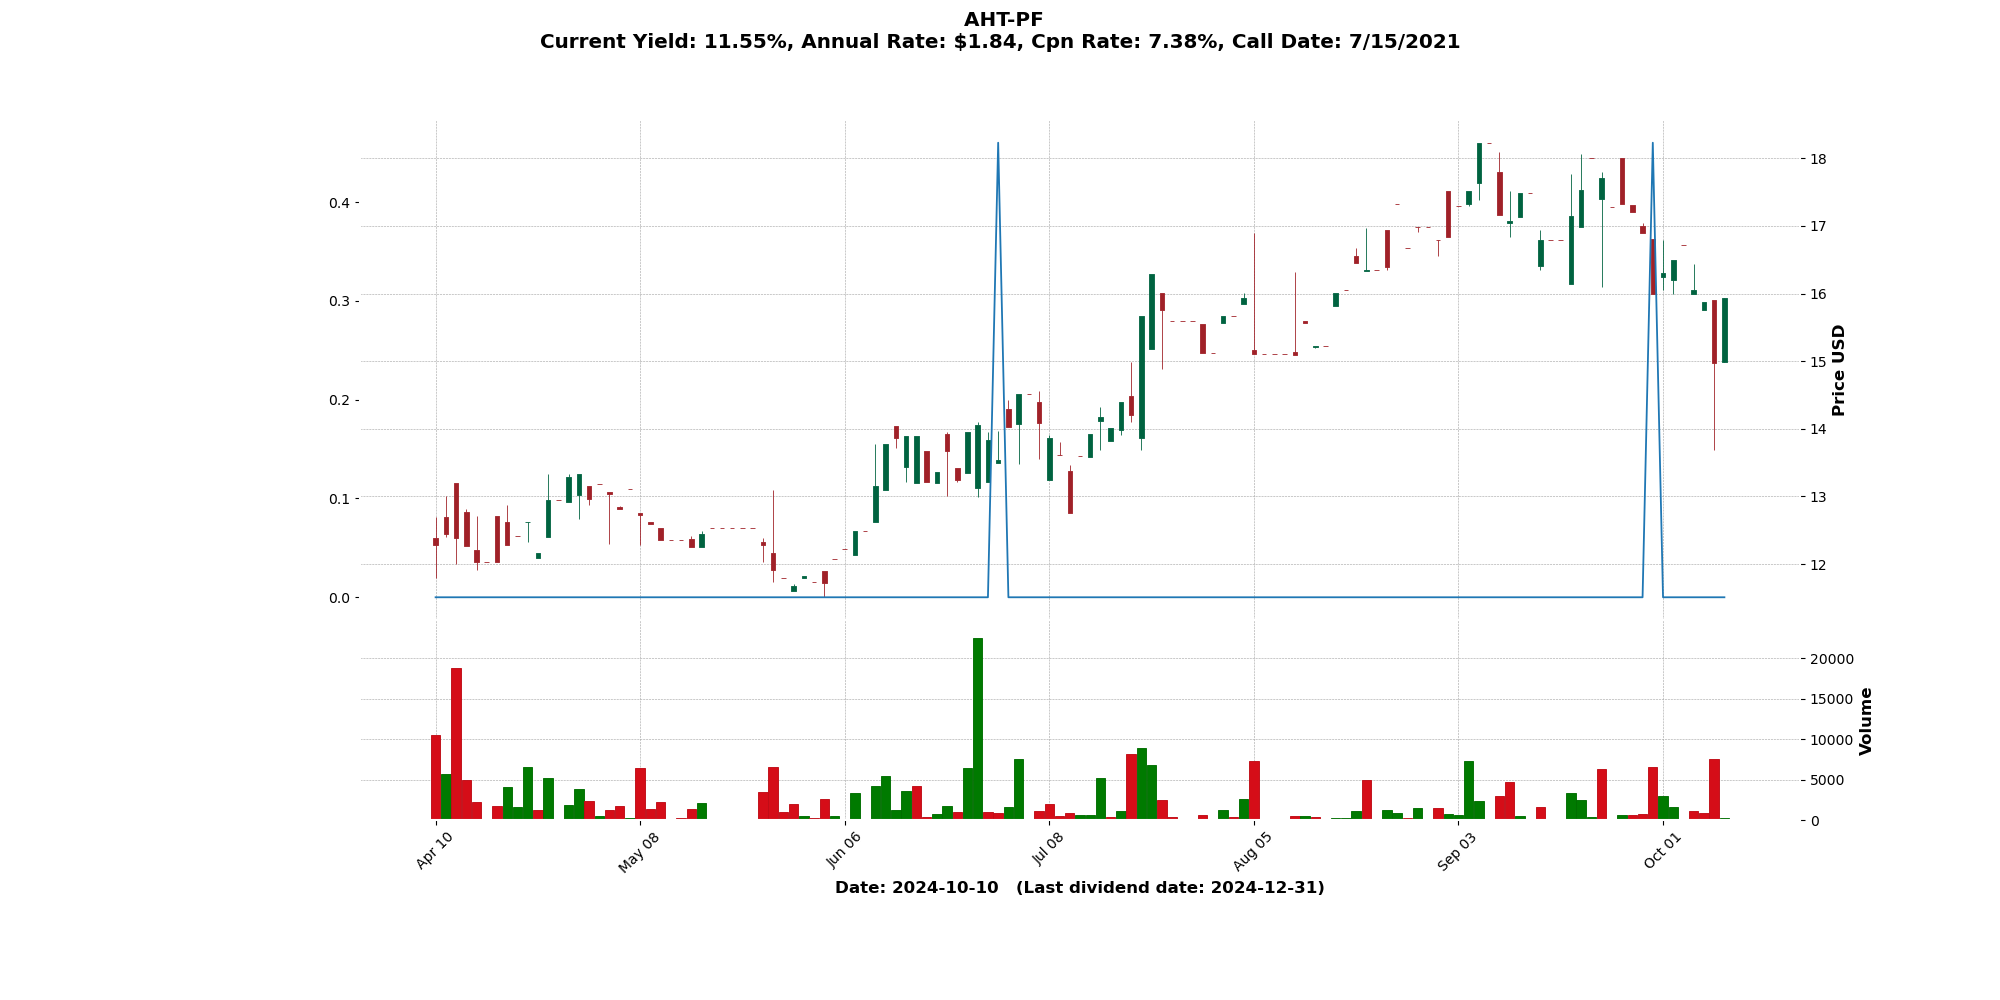 AHT-PF
Current Yield: 11.55%, Annual Rate: $1.84, Cpn Rate: 7.38%, Call Date: 7/15/2021
0.4
0.3
0.2
0.1
0.0
18
17
16
15
14
13
12
Price USD
20000
15000
10000
5000
0
Volume
Apr 10
May 08
Jun 06
Jul 08
Aug 05
Sep 03
Oct 01
Date: 2024-10-10 (Last dividend date: 2024-12-31)